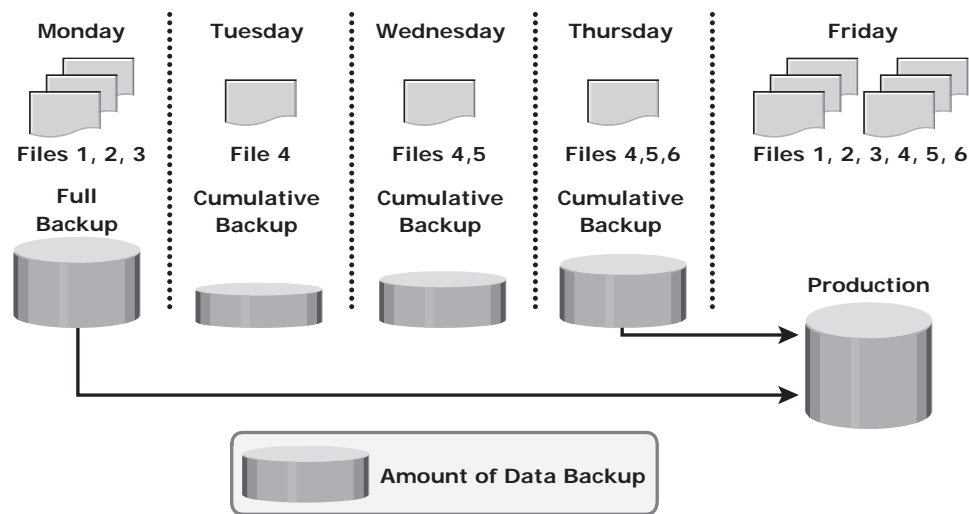 Monday
Tuesday
Wednesday
Thursday
Friday
Files 1, 2, 3
File 4
Files 4,5
Files 4,5,6
Files 1, 2, 3, 4, 5, 6
Full
Backup
Cumulative
Backup
Cumulative
Backup
Cumulative
Backup
Production
Amount of Data Backup